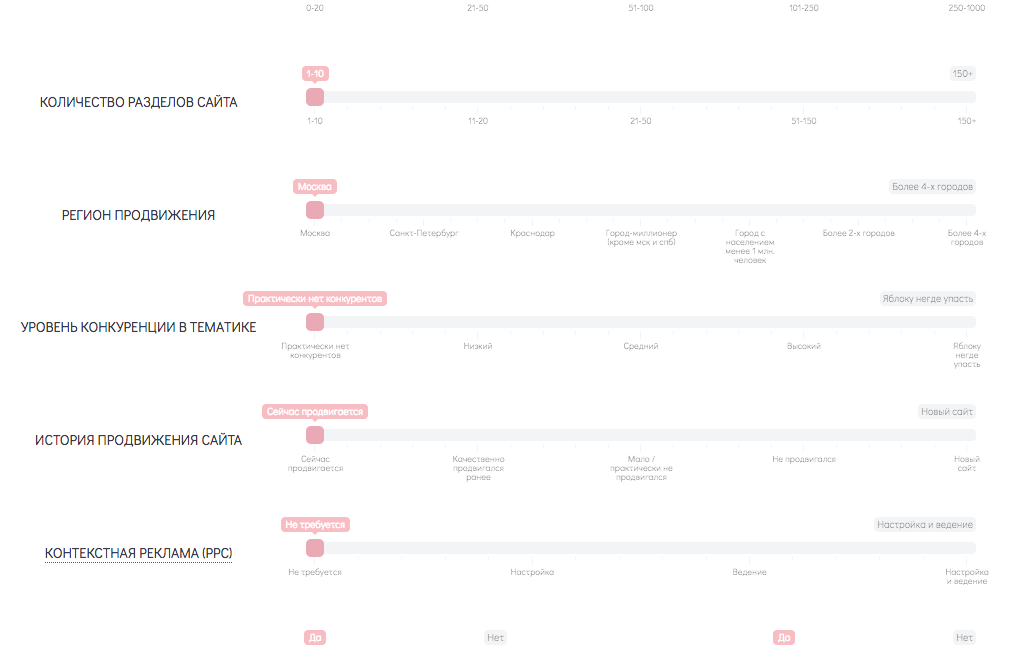 0-20 21-50 51-100 101-250 250-1000
1-10 150+
КОЛИЧЕСТВО РАЗДЕЛОВ САЙТА
1-10 11-20 21-50 51-150 150+
Москва Более 4-х городов
РЕГИОН ПРОДВИЖЕНИЯ
Москва Санкт-Петербург Краснодар Город-миллионер Город с Более 2-х городов Более 4-х
(кроме мск и спб) населением городов
менее 1 млн.
человек
Практически нет конкурентов Яблоку негде упасть
УРОВЕНЬ КОНКУРЕНЦИИ В ТЕМАТИКЕ
Практически нет Низкий Средний Высокий Яблоку
конкурентов негде
упасть
Сейчас продвигается Новый сайт
ИСТОРИЯ ПРОДВИЖЕНИЯ САЙТА
Сейчас Качественно Мало / Не продвигался Новый
продвигается продвигался практически не сайт
ранее продвигался
Не требуется Настройка и ведение
КОНТЕКСТНАЯ РЕКЛАМА (PPC)
Не требуется Настройка Ведение Настройка
и ведение
Да Нет Да Нет